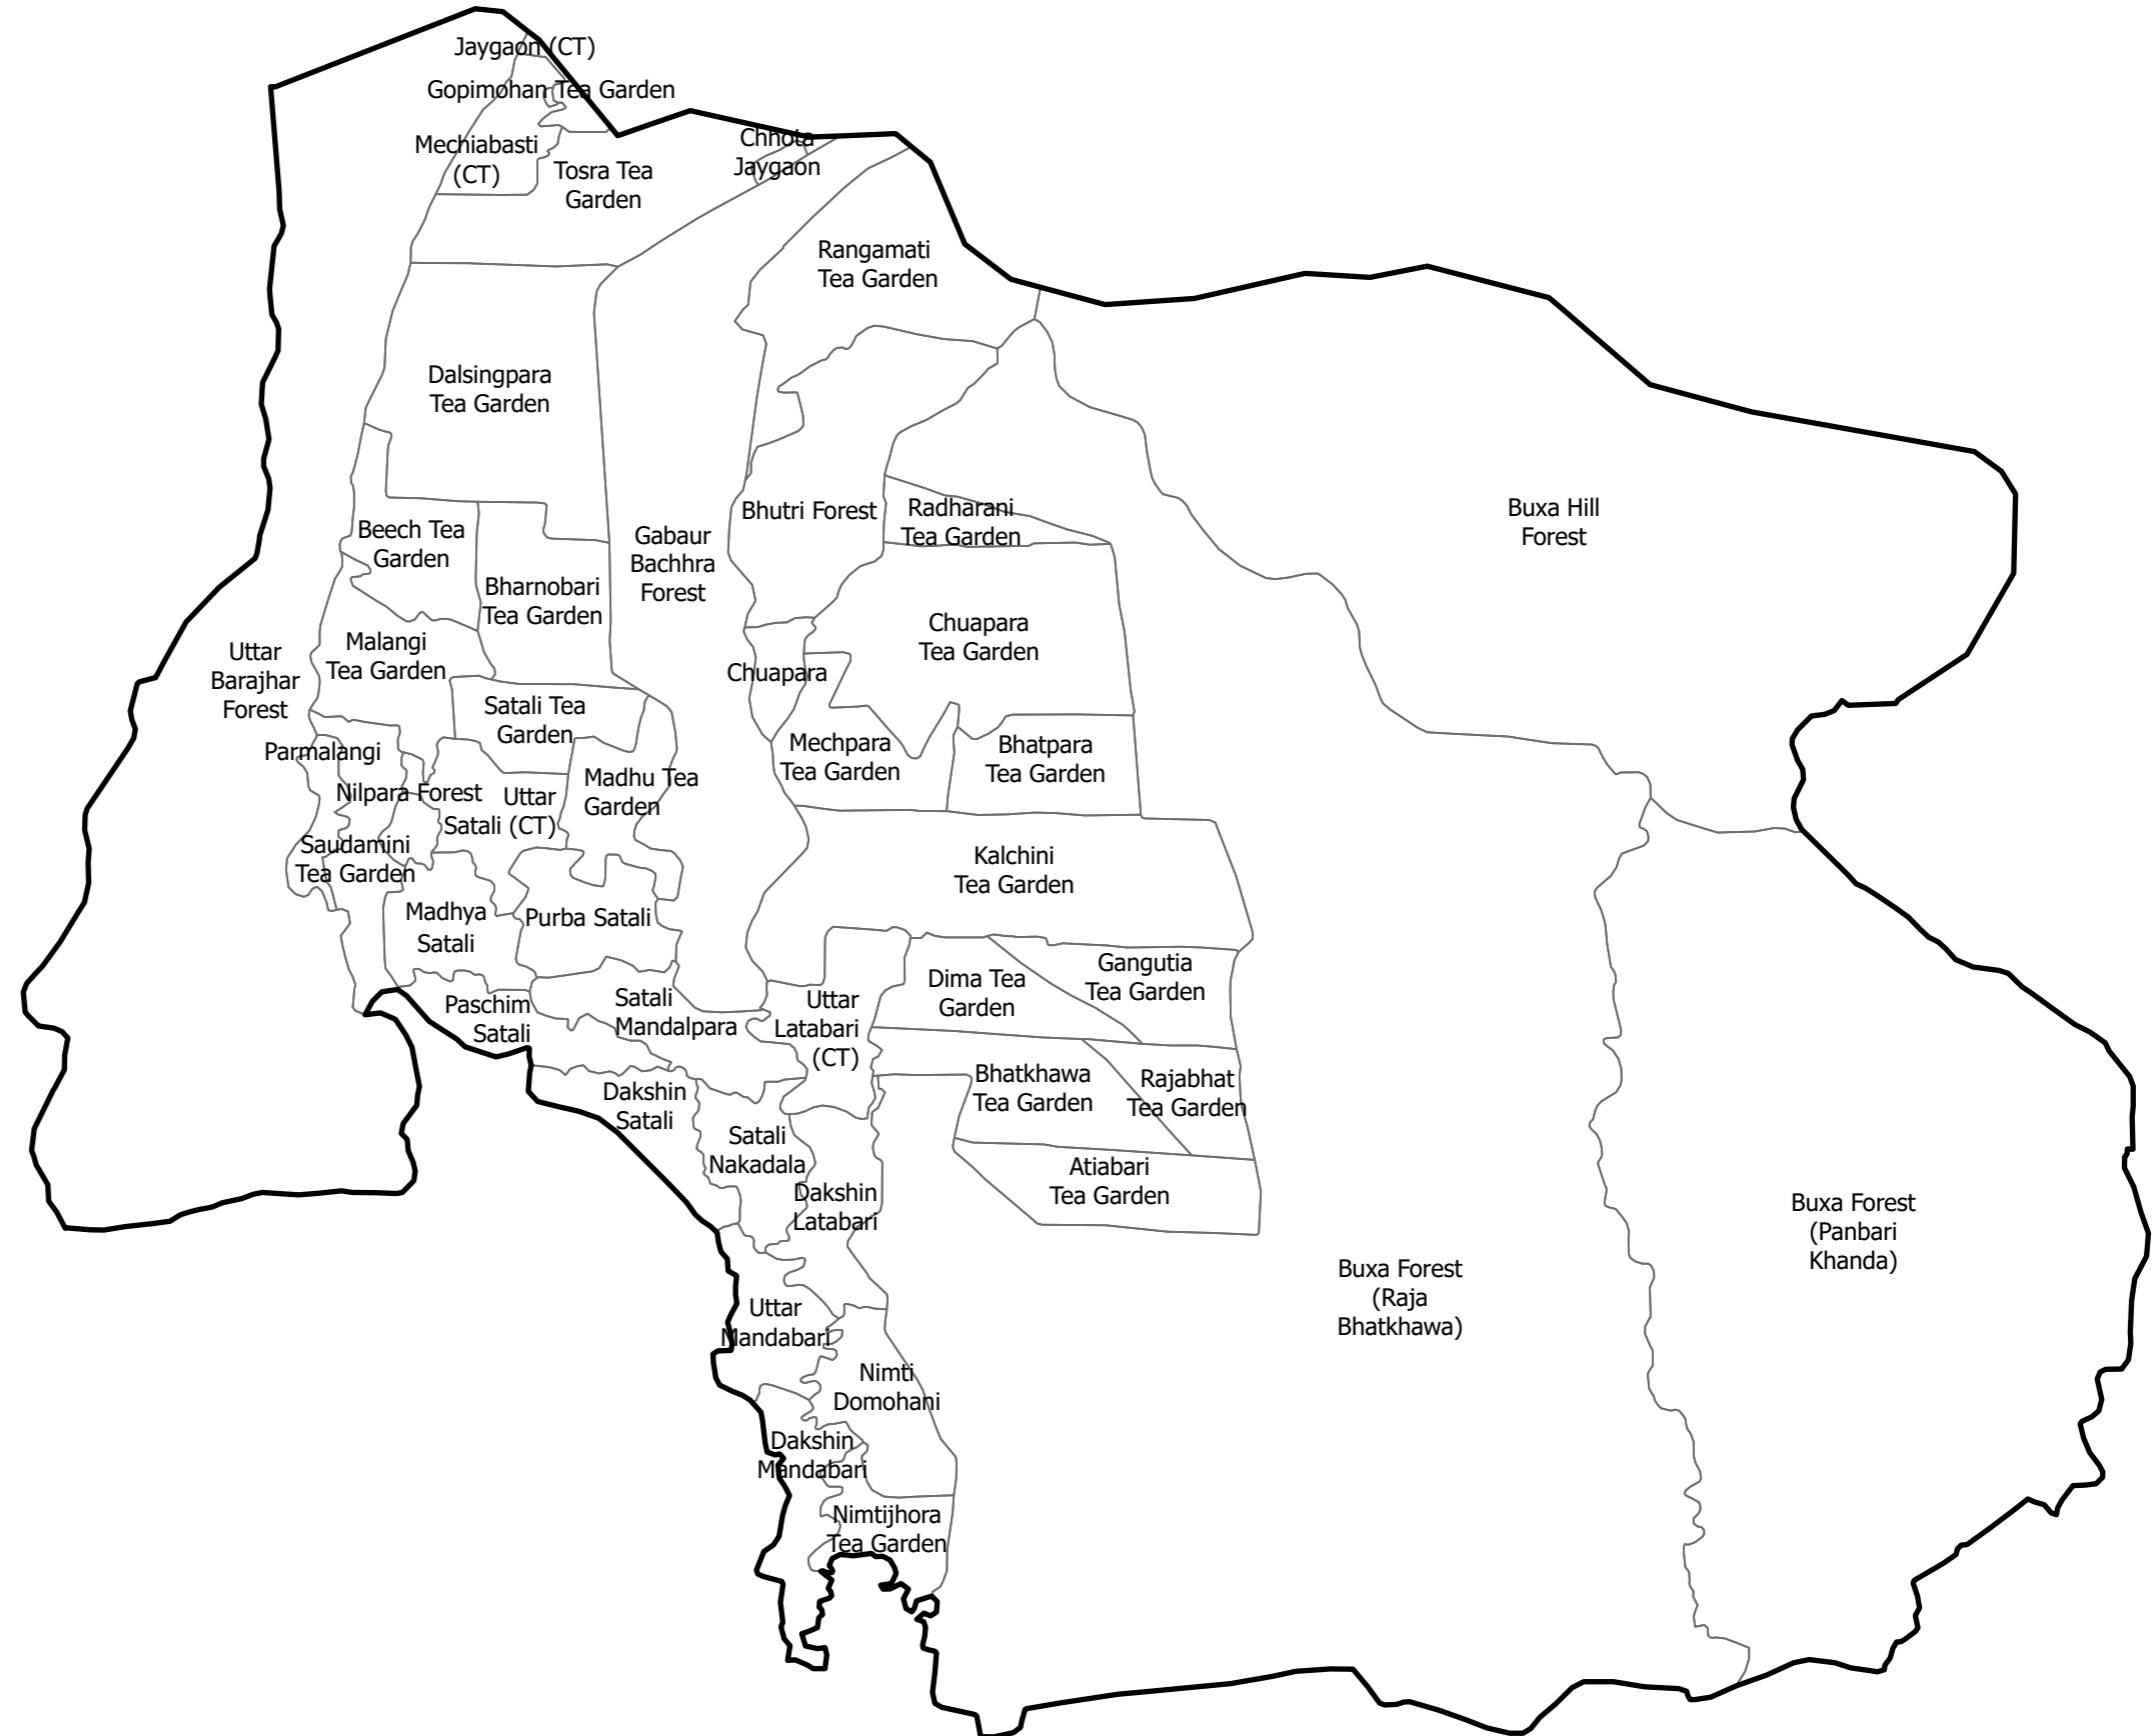 Jaygaon (CT)
Gopimohan Tea Garden
Mechiabasti
(CT)
Tosra Tea
Garden
Chhota
Jaygaon
Rangamati
Tea Garden
Dalsingpara
Tea Garden
Beech Tea
Garden
Bharnobari
Tea Garden
Gabaur
Bachhra
Forest
Bhutri Forest
Radharani
Tea Garden
Buxa Hill
Forest
Uttar
Barajhar
Forest
Malangi
Tea Garden
Chuapara
Chuapara
Tea Garden
Satali Tea
Garden
Parmalangi
Nilpara Forest
Uttar
Satali (CT)
Madhu Tea
Garden
Mechpara
Tea Garden
Bhatpara
Tea Garden
Saudamini
Tea Garden
Kalchini
Tea Garden
Madhya
Satali
Purba Satali
Paschim
Satali
Satali
Mandalpara
Uttar
Latabari
(CT)
Dima Tea
Garden
Gangutia
Tea Garden
Dakshin
Satali
Bhatkhawa
Tea Garden
Rajabhat
Tea Garden
Satali
Nakadala
Dakshin
Latabari
Atiabari
Tea Garden
Buxa Forest
(Raja
Bhatkhawa)
Buxa Forest
(Panbari
Khanda)
Uttar
Mandabari
Nimti
Domohani
Dakshin
Mandabari
Nimtijhora
Tea Garden